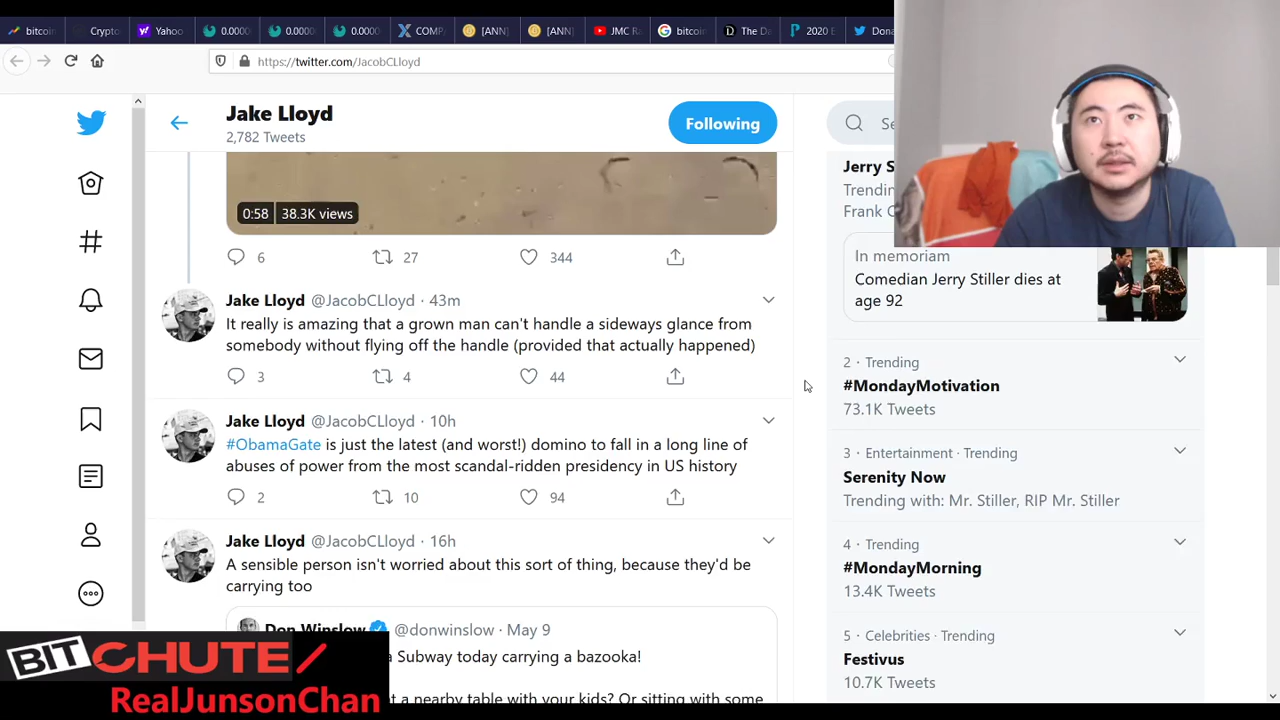 bitcoin
Crypto
Yahoo
0.0000
0.0000
0.0000
COMP
[ANN]
[ANN]
JMC R
bitcoin
The Da
2020 E
Dona
https://twitter.com/JacobCLloyd
Jake Lloyd
2,782 Tweets
Following
Se
0:58
38.3K views
6
27
344
Jake Lloyd @JacobCLloyd · 43m
It really is amazing that a grown man can't handle a sideways glance from
somebody without flying off the handle (provided that actually happened)
3
4
44
Jake Lloyd @JacobCLloyd · 10h
#ObamaGate is just the latest (and worst!) domino to fall in a long line of
abuses of power from the most scandal-ridden presidency in US history
2
10
94
Jake Lloyd @JacobCLloyd · 16h
A sensible person isn't worried about this sort of thing, because they'd be
carrying too
Don Winslow @donwinslow · May 9
a Subway today carrying a bazooka!
t a nearby table with your kids? Or sitting with some
Jerry S
Trending
Frank C
In memoriam
Comedian Jerry Stiller dies at
age 92
2 · Trending
#MondayMotivation
73.1K Tweets
3 · Entertainment · Trending
Serenity Now
Trending with: Mr. Stiller, RIP Mr. Stiller
4 · Trending
#MondayMorning
13.4K Tweets
5 · Celebrities · Trending
Festivus
10.7K Tweets
BITCHUTE/
RealJunsonChan